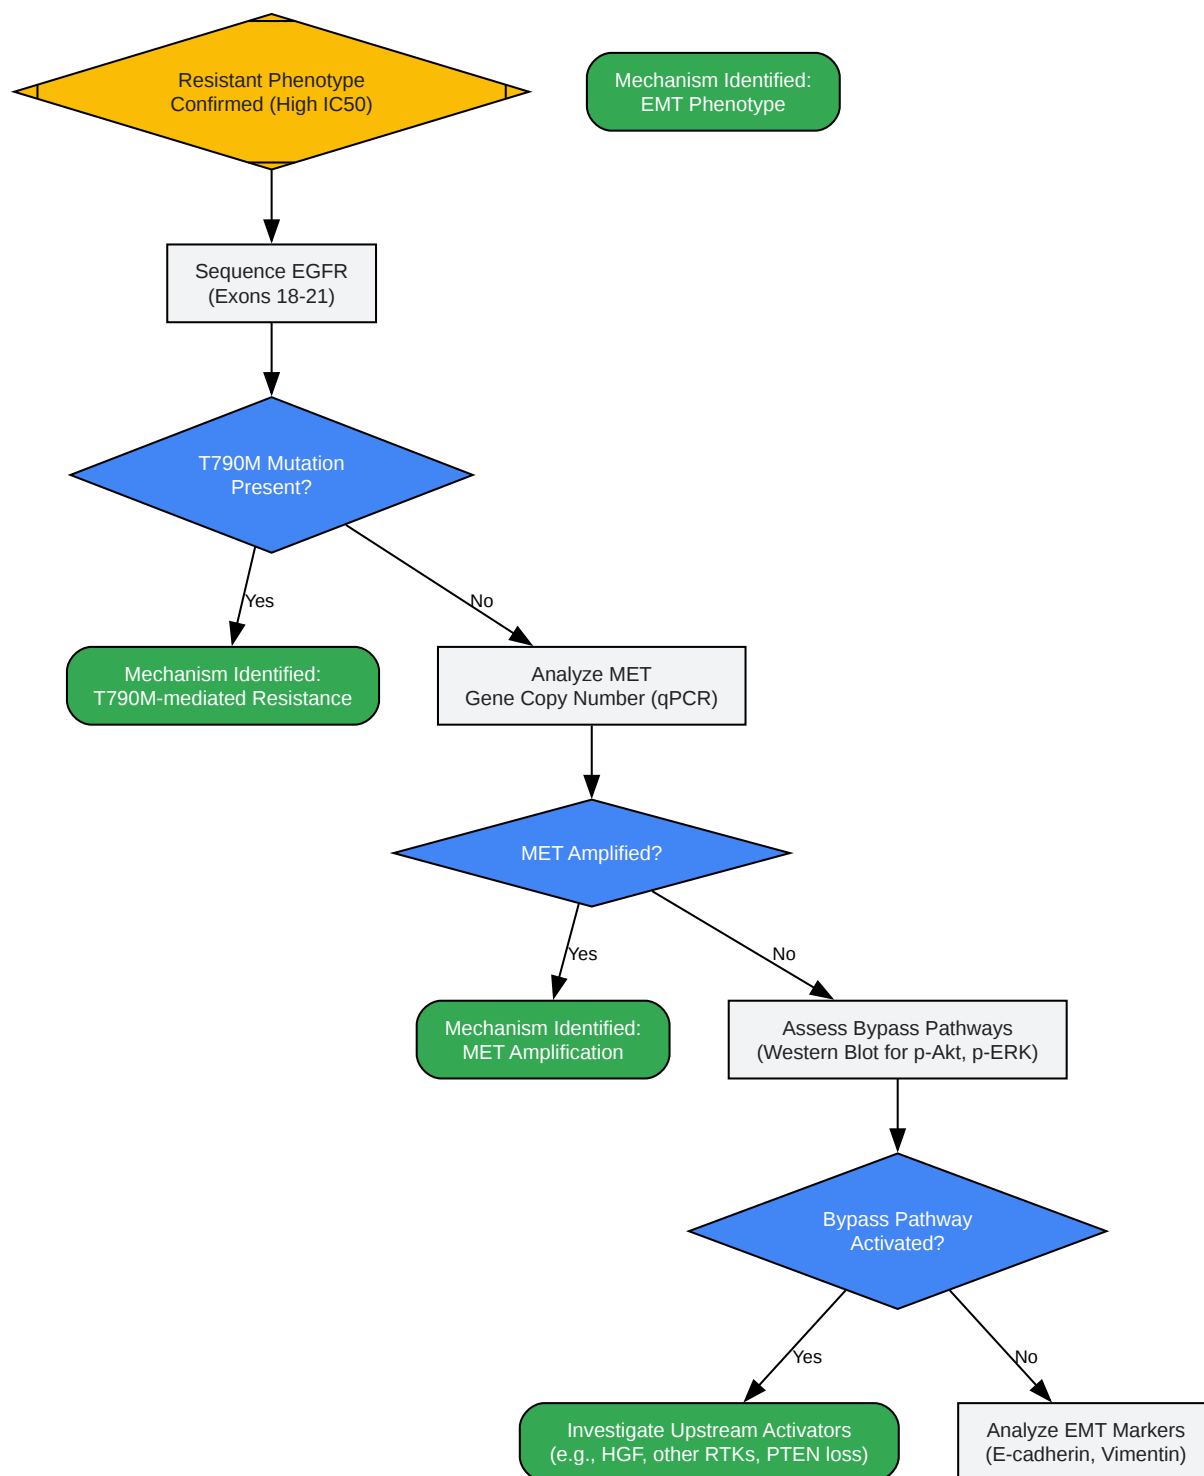 Resistant Phenotype
Confirmed (High IC50)
Mechanism Identified:
EMT Phenotype
Sequence EGFR
(Exons 18-21)
T790M Mutation
Present?
Yes
No
Mechanism Identified:
T790M-mediated Resistance
Analyze MET
Gene Copy Number (qPCR)
MET Amplified?
Yes
No
Mechanism Identified:
MET Amplification
Assess Bypass Pathways
(Western Blot for p-Akt, p-ERK)
Bypass Pathway
Activated?
Yes
No
Investigate Upstream Activators
(e.g., HGF, other RTKs, PTEN loss)
Analyze EMT Markers
(E-cadherin, Vimentin)